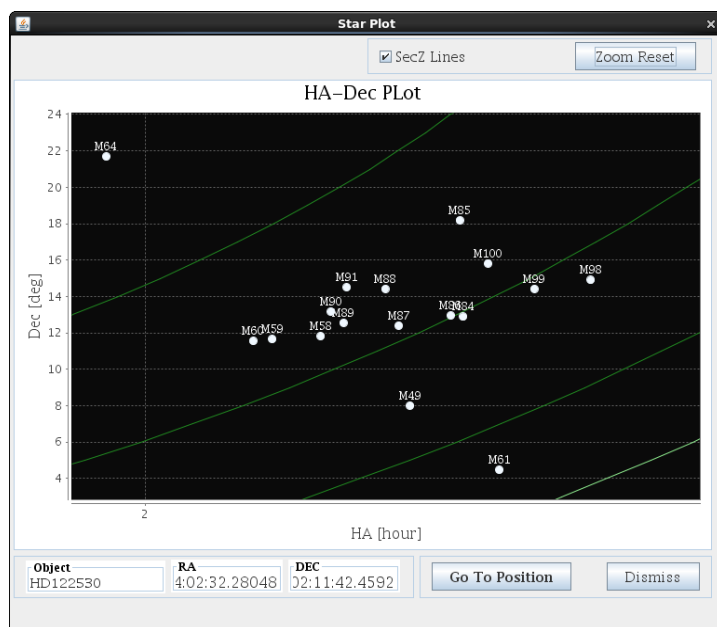 Star Plot
SecZ Lines
Zoom Reset
HA-Dec PLot
24
22
20
18
16
14
12
10
8
6
4
Dec [deg]
M64
M85
M100
M91
M88
M99
M98
M90
M89
M86
M84
M87
M58
M60
M59
M49
M61
2
HA [hour]
Object
RA
DEC
HD122530
4:02:32.28048
02:11:42.4592
Go To Position
Dismiss